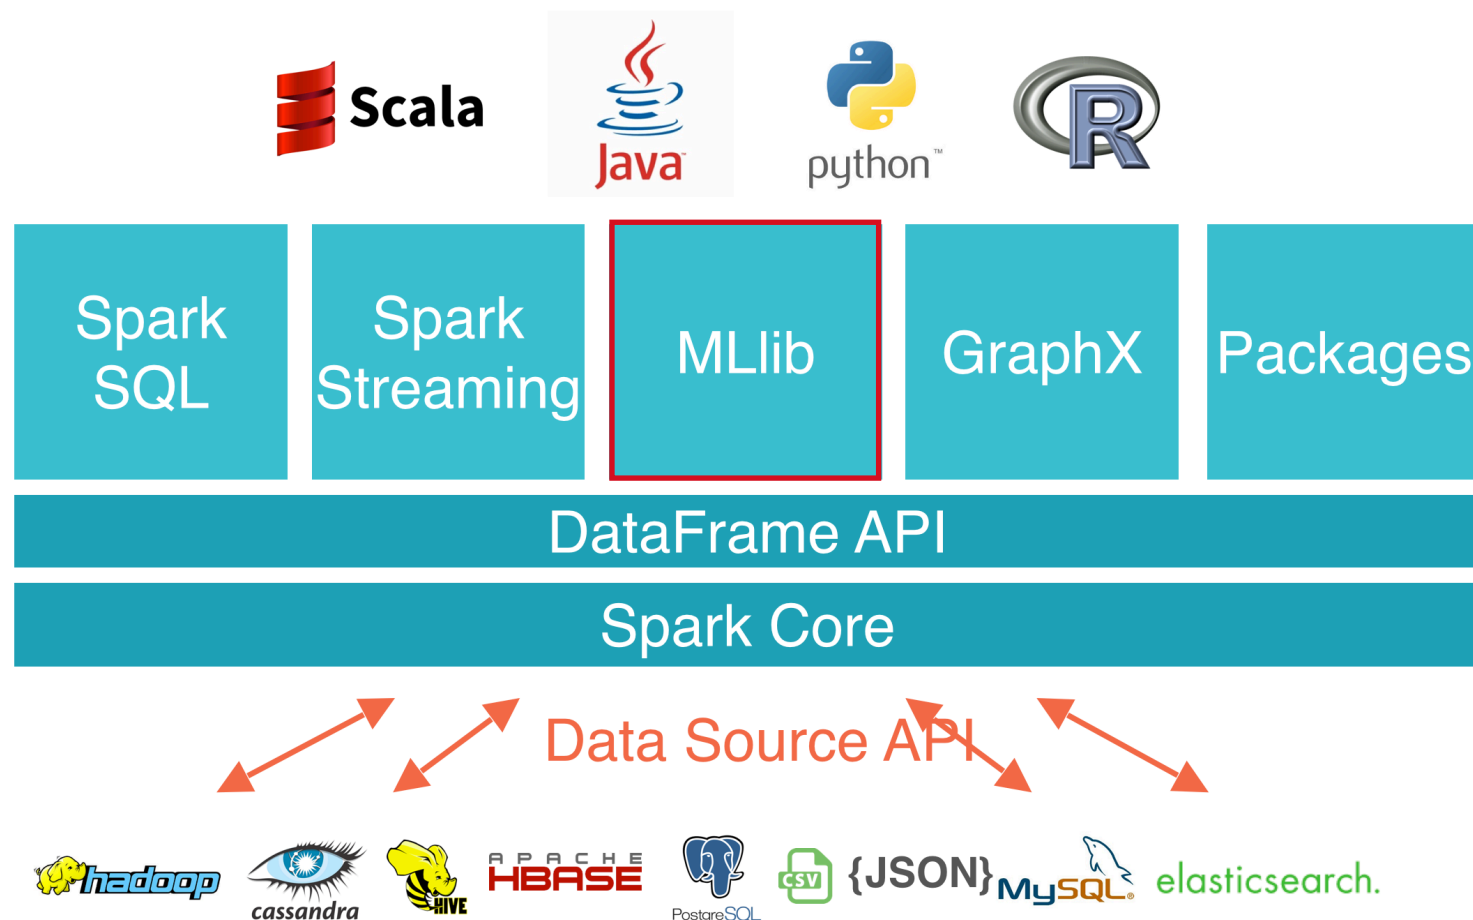 Scala
Java
python™
R
Spark
SQL
Spark
Streaming
MLlib
GraphX
Packages
DataFrame API
Spark Core
Data Source API
hadoop
cassandra
HIVE
APACHE
HBASE
PostgreSQL
CSV
{JSON}
MySQL®
elasticsearch.